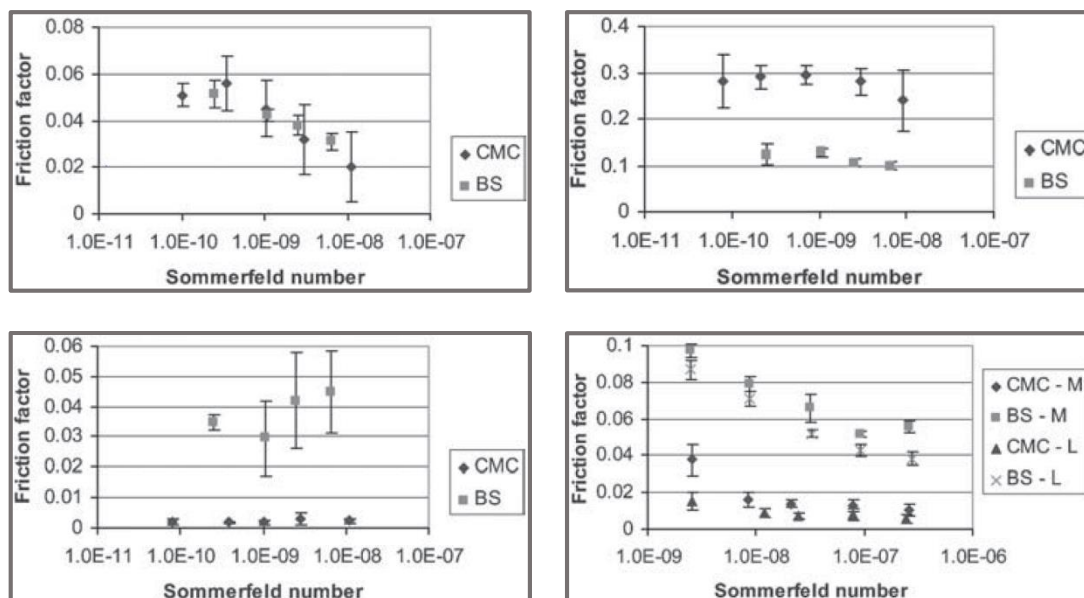 0.08
0.06
0.04
0.02
0
Friction factor
1.0E-11 1.0E-10 1.0E-09 1.0E-08 1.0E-07
Sommerfeld number
CMC
BS
0.4
0.3
0.2
0.1
0
Friction factor
1.0E-11 1.0E-10 1.0E-09 1.0E-08 1.0E-07
Sommerfeld number
CMC
BS
0.06
0.05
0.04
0.03
0.02
0.01
0
Friction factor
1.0E-11 1.0E-10 1.0E-09 1.0E-08 1.0E-07
Sommerfeld number
CMC
BS
0.1
0.08
0.06
0.04
0.02
0
Friction factor
1.0E-09 1.0E-08 1.0E-07 1.0E-06
Sommerfeld number
CMC - M
BS - M
CMC - L
BS - L